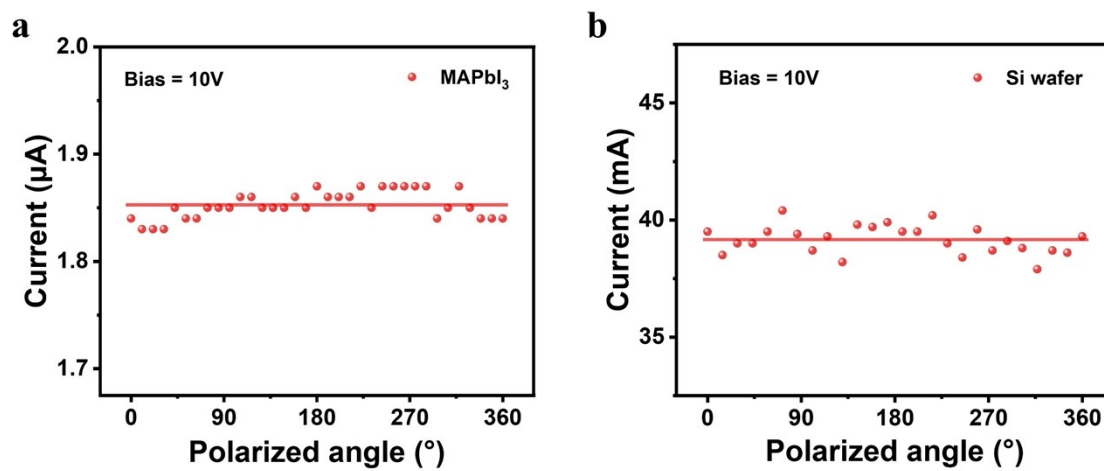 a
Bias = 10V
MAPbI₃
2.0
1.9
1.8
1.7
Current (μA)
0 90 180 270 360
Polarized angle (°)
b
Bias = 10V
Si wafer
45
40
35
Current (mA)
0 90 180 270 360
Polarized angle (°)